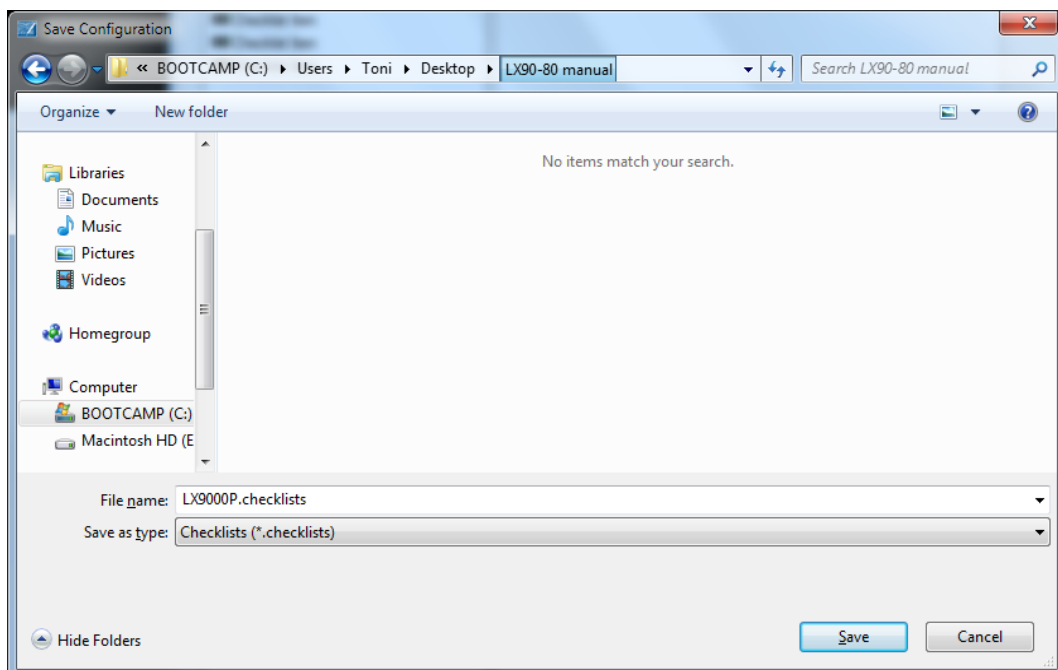 Save Configuration
« BOOTCAMP (C:) Users Toni Desktop LX90-80 manual
Search LX90-80 manual
Organize New folder
No items match your search.
Libraries
Documents
Music
Pictures
Videos
Homegroup
Computer
BOOTCAMP (C:)
Macintosh HD (E
File name: LX9000P.checklists
Save as type: Checklists (*.checklists)
Hide Folders
Save Cancel